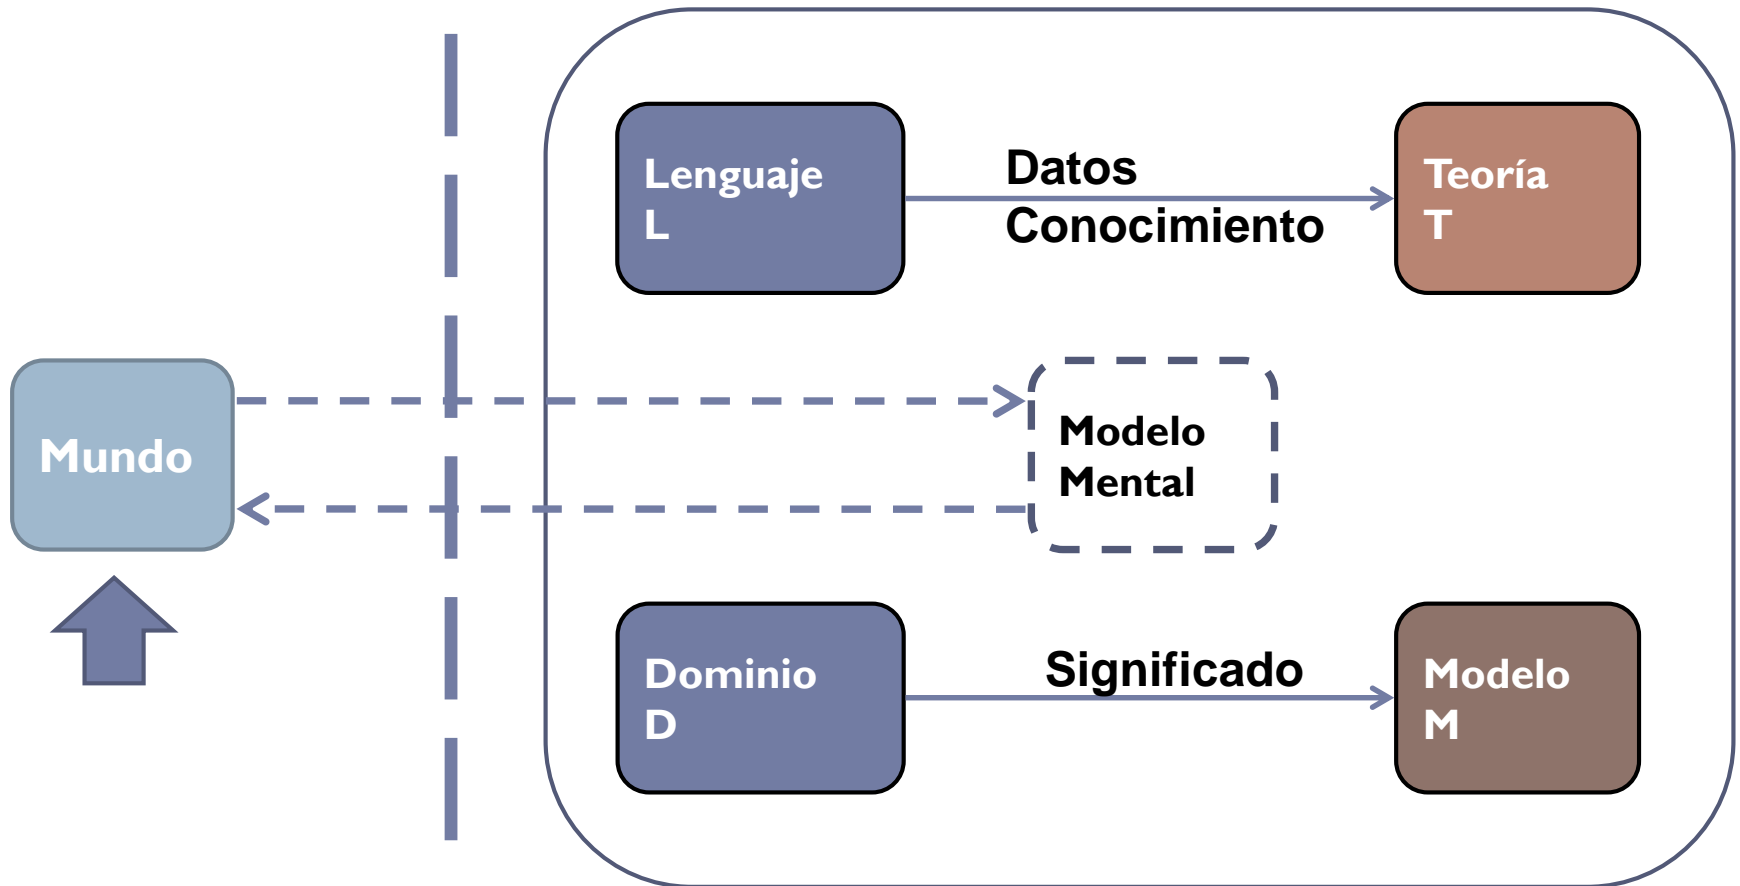 Lenguaje
L
Datos
Conocimiento
Teoría
T
Mundo
Modelo
Mental
Dominio
D
Significado
Modelo
M